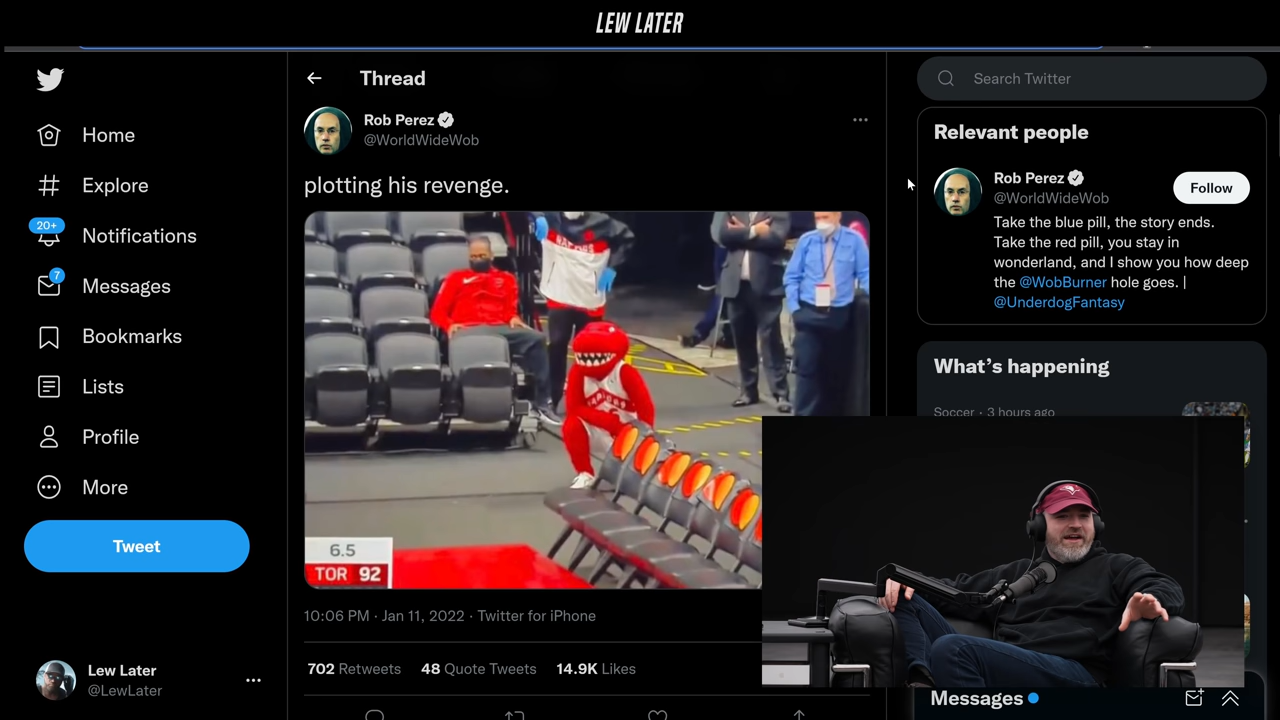 LEW LATER
Home
Explore
20+
Notifications
7
Messages
Bookmarks
Lists
Profile
More
Tweet
Lew Later
@LewLater
Thread
Rob Perez
@WorldWideWob
plotting his revenge.
RAPTORS
6.5
TOR 92
10:06 PM · Jan 11, 2022 · Twitter for iPhone
702 Retweets 48 Quote Tweets 14.9K Likes
Search Twitter
Relevant people
Rob Perez
@WorldWideWob
Follow
Take the blue pill, the story ends.
Take the red pill, you stay in
wonderland, and I show you how deep
the @WobBurner hole goes. |
@UnderdogFantasy
What's happening
Soccer · 3 hours ago
Messages